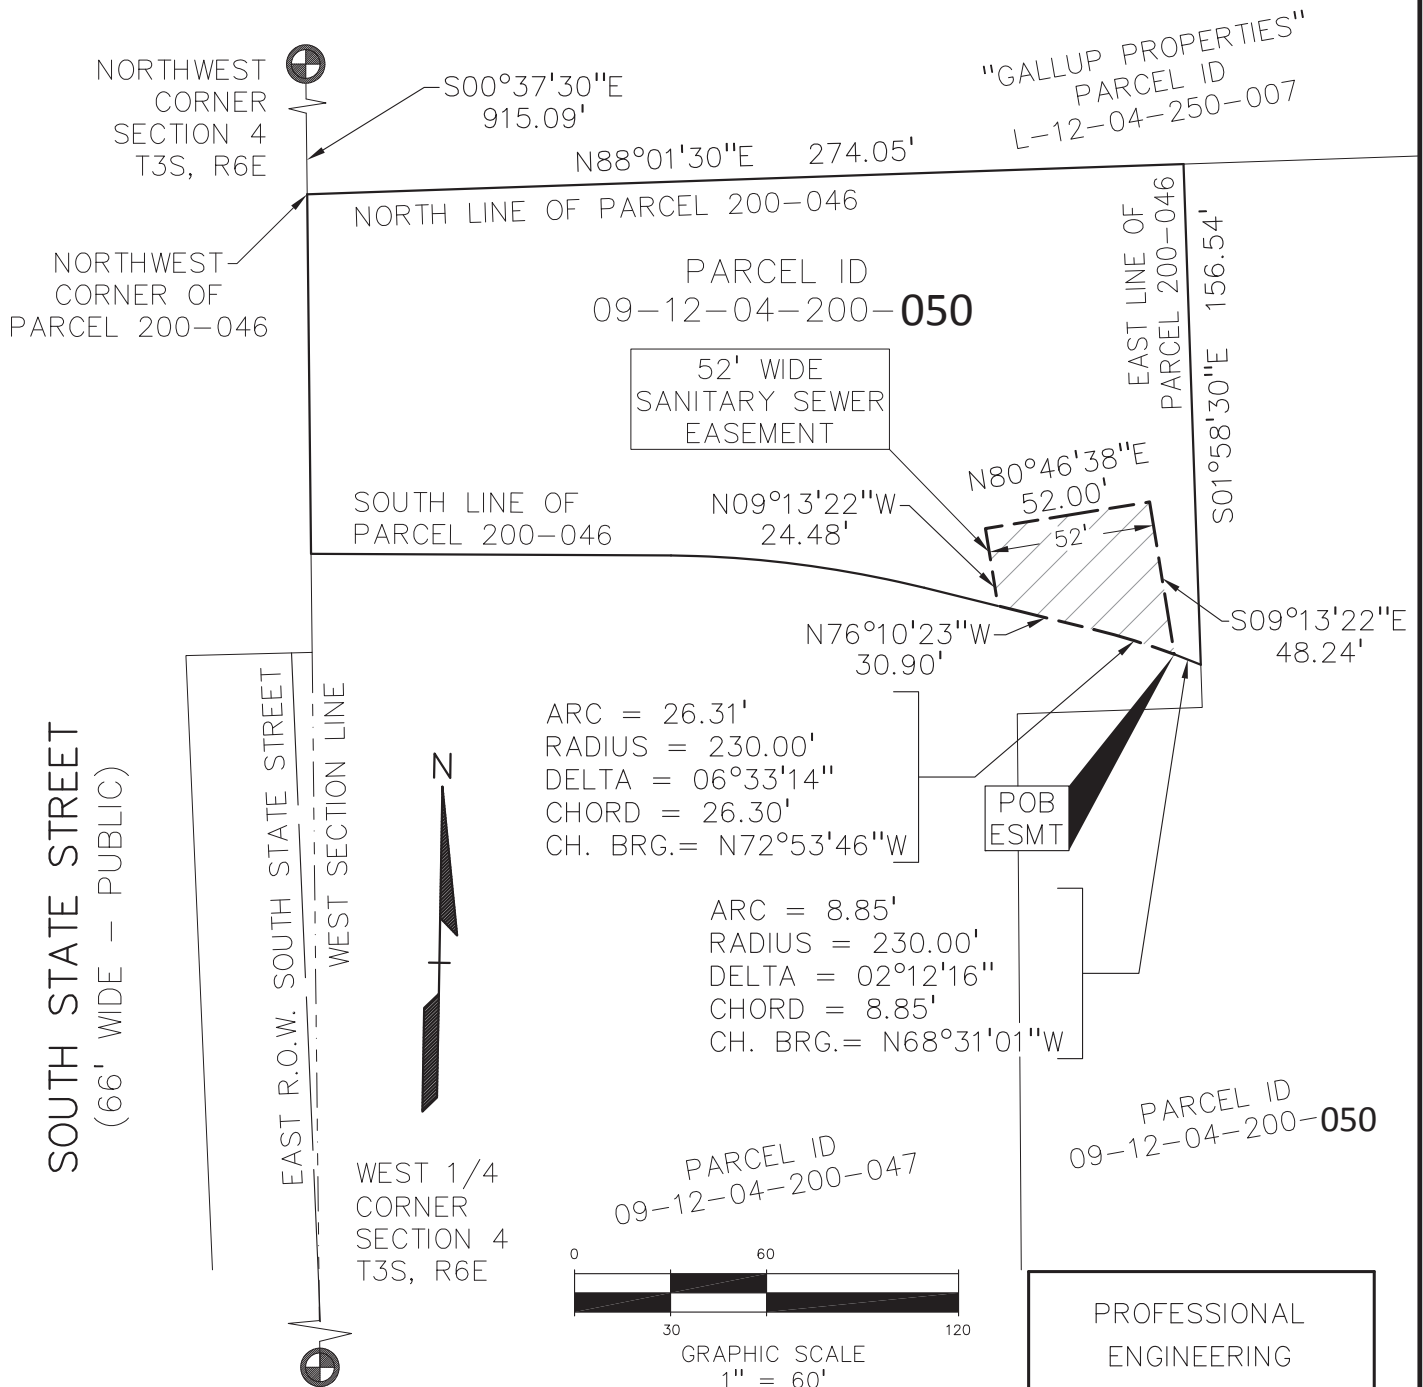 NORTHWEST
CORNER
SECTION 4
T3S, R6E
S00°37'30"E
915.09'
"GALLUP PROPERTIES"
PARCEL ID
L-12-04-250-007
N88°01'30"E 274.05'
NORTH LINE OF PARCEL 200-046
NORTHWEST
CORNER OF
PARCEL 200-046
PARCEL ID
09-12-04-200-050
EAST LINE OF
PARCEL 200-046
S01°58'30"E 156.54'
52' WIDE
SANITARY SEWER
EASEMENT
SOUTH LINE OF
PARCEL 200-046
N09°13'22"W
24.48'
N80°46'38"E
52.00'
52'
N76°10'23"W
30.90'
S09°13'22"E
48.24'
SOUTH STATE STREET
(66' WIDE - PUBLIC)
EAST R.O.W. SOUTH STATE STREET
WEST SECTION LINE
N
ARC = 26.31'
RADIUS = 230.00'
DELTA = 06°33'14"
CHORD = 26.30'
CH. BRG.= N72°53'46"W
POB
ESMT
ARC = 8.85'
RADIUS = 230.00'
DELTA = 02°12'16"
CHORD = 8.85'
CH. BRG.= N68°31'01"W
PARCEL ID
09-12-04-200-050
PARCEL ID
09-12-04-200-047
WEST 1/4
CORNER
SECTION 4
T3S, R6E
0 60
30 120
GRAPHIC SCALE
1" = 60'
PROFESSIONAL
ENGINEERING